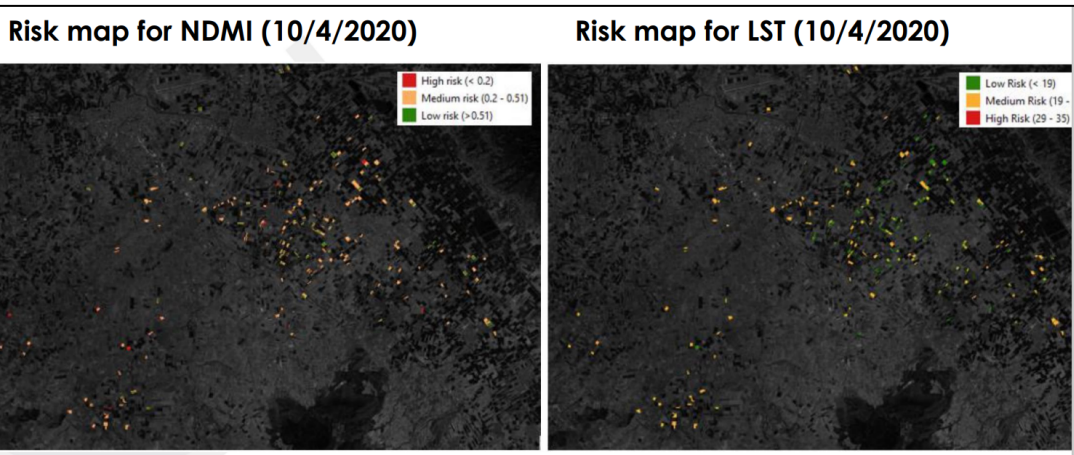 Risk map for NDMI (10/4/2020)
High risk (< 0.2)
Medium risk (0.2 - 0.51)
Low risk (>0.51)
Risk map for LST (10/4/2020)
Low Risk (< 19)
Medium Risk (19 -
High Risk (29 - 35)